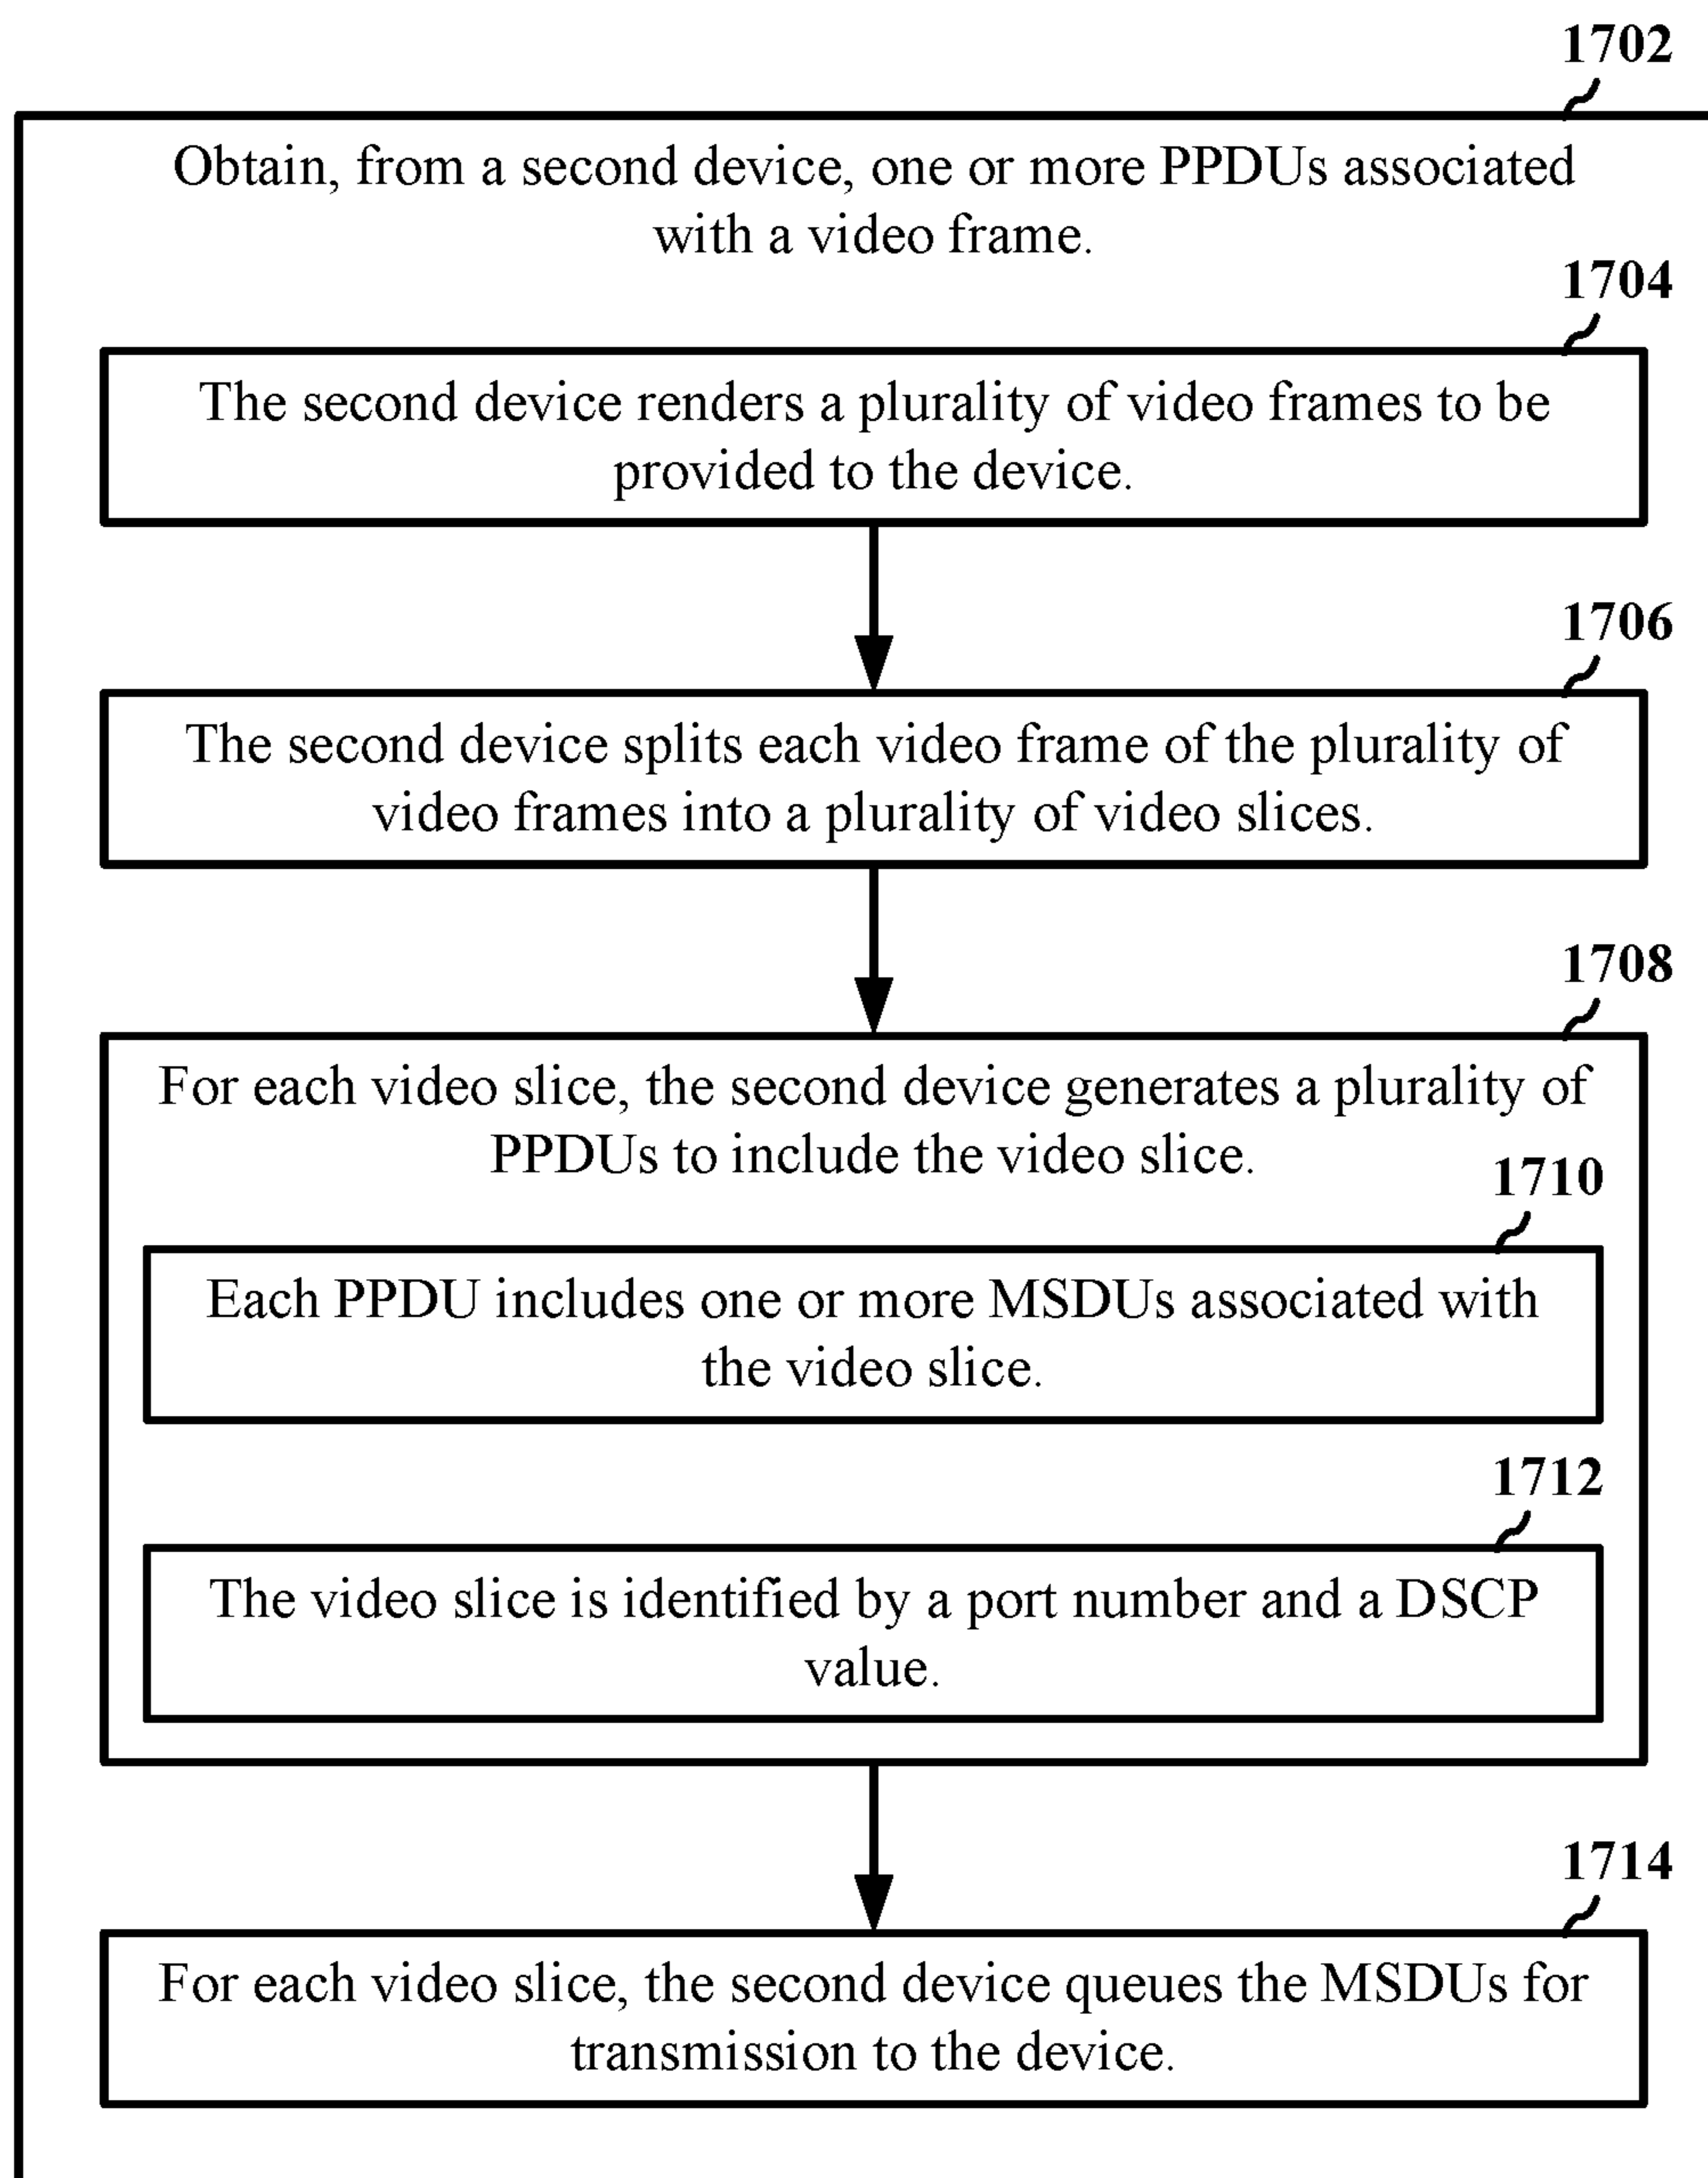 1702
Obtain, from a second device, one or more PPDUs associated
with a video frame.
1704
The second device renders a plurality of video frames to be
provided to the device.
1706
The second device splits each video frame of the plurality of
video frames into a plurality of video slices.
1708
For each video slice, the second device generates a plurality of
PPDUs to include the video slice.
1710
Each PPDU includes one or more MSDUs associated with
the video slice.
1712
The video slice is identified by a port number and a DSCP
value.
1714
For each video slice, the second device queues the MSDUs for
transmission to the device.